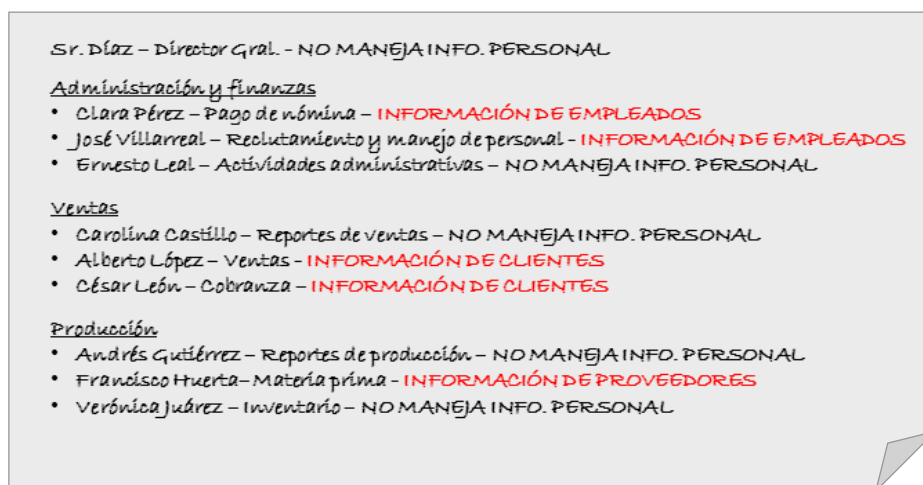 Sr. Díaz – Director Gral. - NO MANEJA INFO. PERSONAL
Administración y finanzas
• Clara Pérez – Pago de nómina – INFORMACIÓN DE EMPLEADOS
• José Villarreal – Reclutamiento y manejo de personal - INFORMACIÓN DE EMPLEADOS
• Ernesto Leal – Actividades administrativas – NO MANEJA INFO. PERSONAL
Ventas
• Carolina Castillo – Reportes de ventas – NO MANEJA INFO. PERSONAL
• Alberto López – Ventas - INFORMACIÓN DE CLIENTES
• César León – Cobranza – INFORMACIÓN DE CLIENTES
Producción
• Andrés Gutiérrez – Reportes de producción – NO MANEJA INFO. PERSONAL
• Francisco Huerta– Materia prima - INFORMACIÓN DE PROVEEDORES
• Verónica Juárez – Inventario – NO MANEJA INFO. PERSONAL